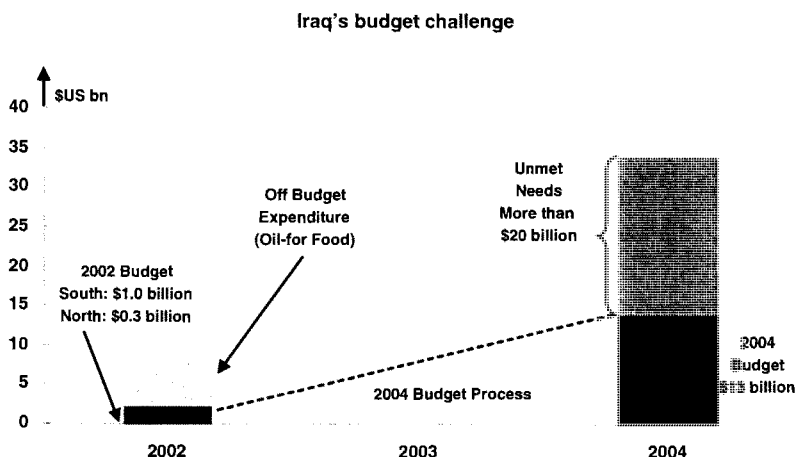 Iraq's budget challenge
$US bn
40
35
30
25
20
15
10
5
0
Unmet
Needs
More than
$20 billion
Off Budget
Expenditure
(Oil-for Food)
2002 Budget
South: $1.0 billion
North: $0.3 billion
2004 Budget Process
2004
Budget
billion
2002
2003
2004